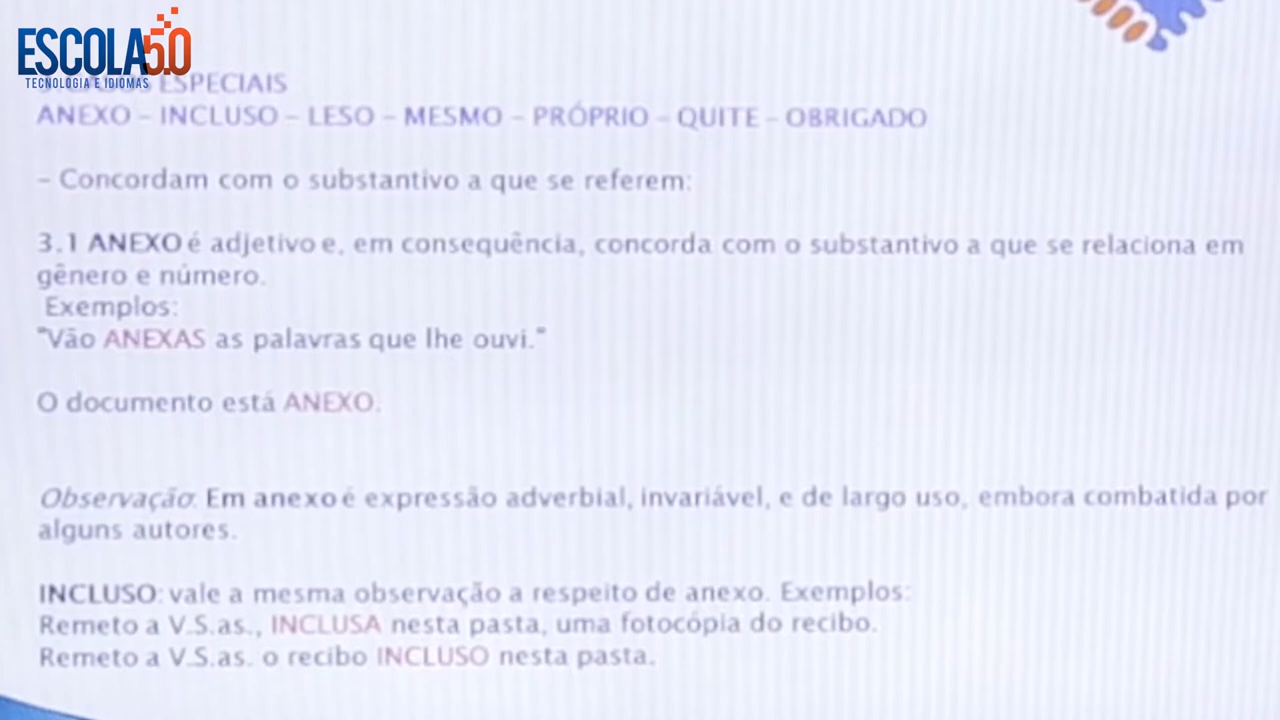 ESCOLA5.0
TECNOLOGIA E IDIOMAS
ESPECIAIS
ANEXO – INCLUSO – LESO – MESMO – PRÓPRIO – QUITE – OBRIGADO
– Concordam com o substantivo a que se referem:
3.1 ANEXO é adjetivo e, em consequência, concorda com o substantivo a que se relaciona em
gênero e número.
Exemplos:
"Vão ANEXAS as palavras que lhe ouvi."
O documento está ANEXO.
Observação: Em anexo é expressão adverbial, invariável, e de largo uso, embora combatida por
alguns autores.
INCLUSO: vale a mesma observação a respeito de anexo. Exemplos:
Remeto a V.S.as., INCLUSA nesta pasta, uma fotocópia do recibo.
Remeto a V.S.as. o recibo INCLUSO nesta pasta.